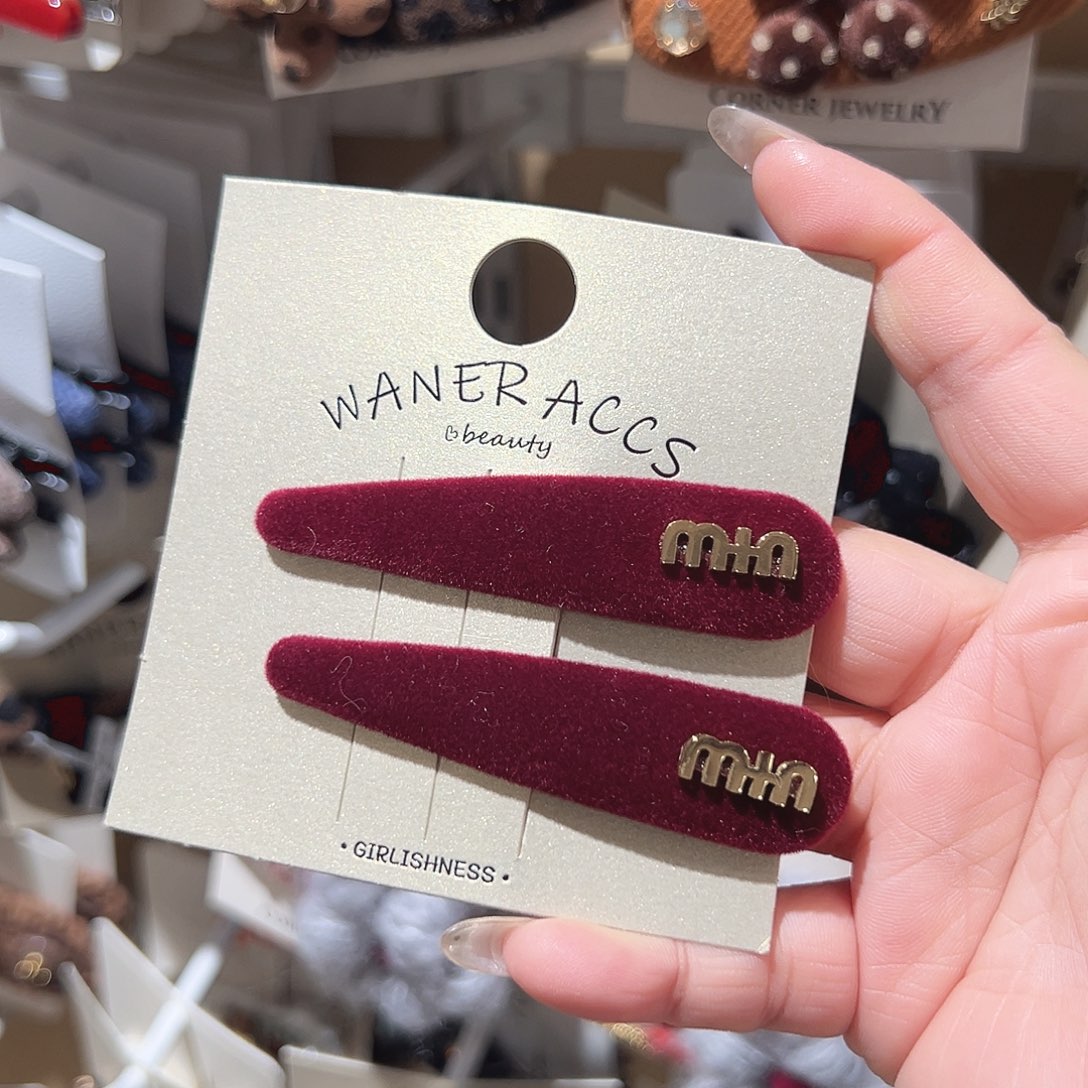 CORNER JEWELRY
WANER ACCS
beauty
m+n
m+n
• GIRLISHNESS •